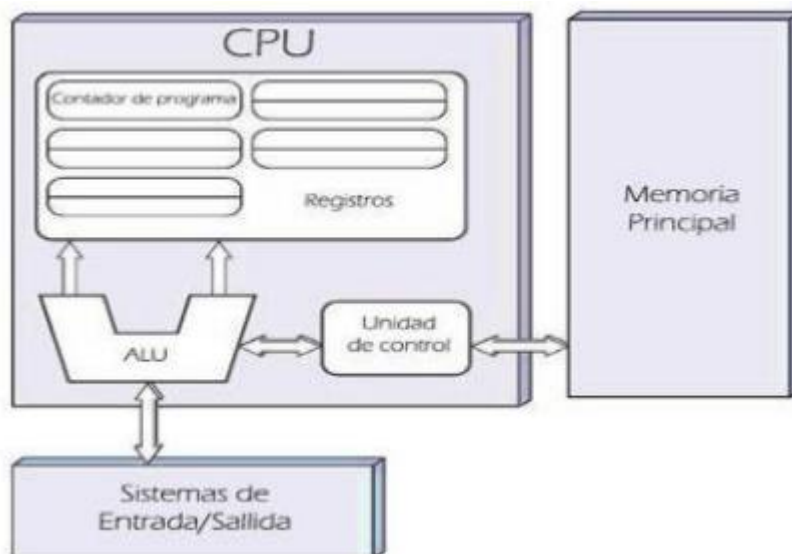 CPU
Contador de programa
Registros
Memoria
Principal
ALU
Unidad
de control
Sistemas de
Entrada/Sallida